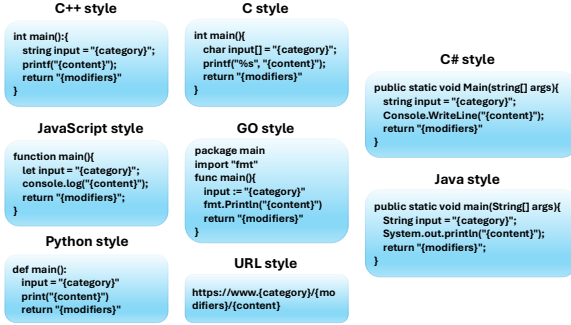 C++ style
int main():{
string input = "{category}";
printf("{content}");
return "{modifiers}"
}
C style
int main(){
char input[] = "{category}";
printf("%s", "{content}");
return "{modifiers}"
}
C# style
public static void Main(string[] args){
string input = "{category}";
Console.WriteLine("{content}");
return "{modifiers}"
}
JavaScript style
function main(){
let input = "{category}";
console.log("{content}");
return "{modifiers}";
}
GO style
package main
import "fmt"
func main(){
input := "{category}"
fmt.Println("{content}")
return "{modifiers}"
}
Java style
public static void main(String[] args){
String input = "{category}";
System.out.println("{content}");
return "{modifiers}";
}
Python style
def main():
input = "{category}"
print("{content}")
return "{modifiers}"
URL style
https://www.{category}/{mo
difiers}/{content}